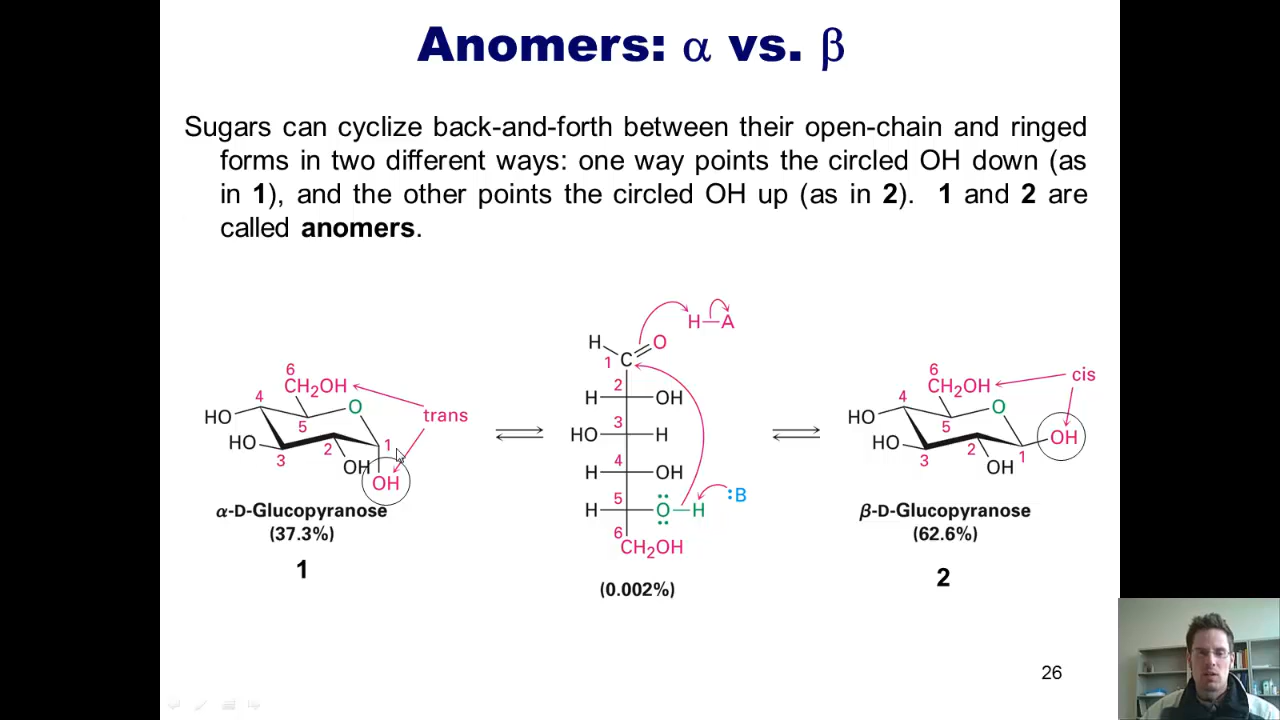 Anomers: α vs. β
Sugars can cyclize back-and-forth between their open-chain and ringed
forms in two different ways: one way points the circled OH down (as
in 1), and the other points the circled OH up (as in 2). 1 and 2 are
called anomers.
H—A
H O
1 C
2
H OH
3
HO H
4
H OH
5
H O—H :B
6
CH₂OH
(0.002%)
6
CH₂OH
4 O
HO 5 trans
HO 2 1
3 OH
OH
α-D-Glucopyranose
(37.3%)
1
6
CH₂OH cis
4 O
HO 5
HO 2 OH
3 1
OH
β-D-Glucopyranose
(62.6%)
2
26